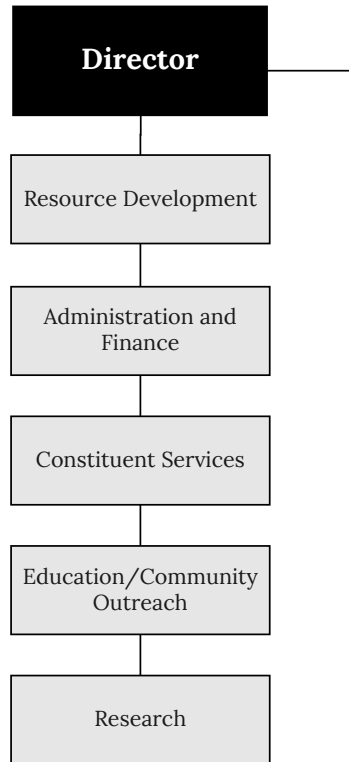 Director
Resource Development
Administration and
Finance
Constituent Services
Education/Community
Outreach
Research